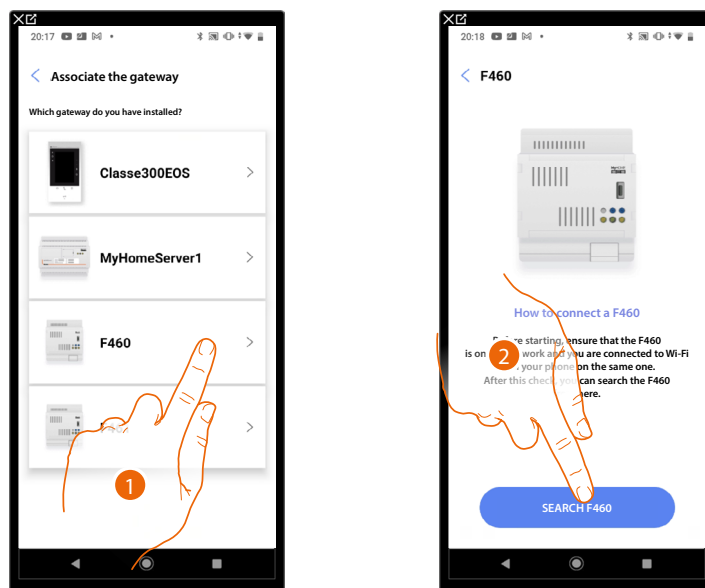 20:17
Associate the gateway
Which gateway do you have installed?
Classe300EOS
MyHomeServer1
F460
1
20:18
F460
How to connect a F460
starting, ensure that the F460
is on work and you are connected to Wi-Fi
your phone on the same one.
After this check, you can search the F460
here.
2
SEARCH F460